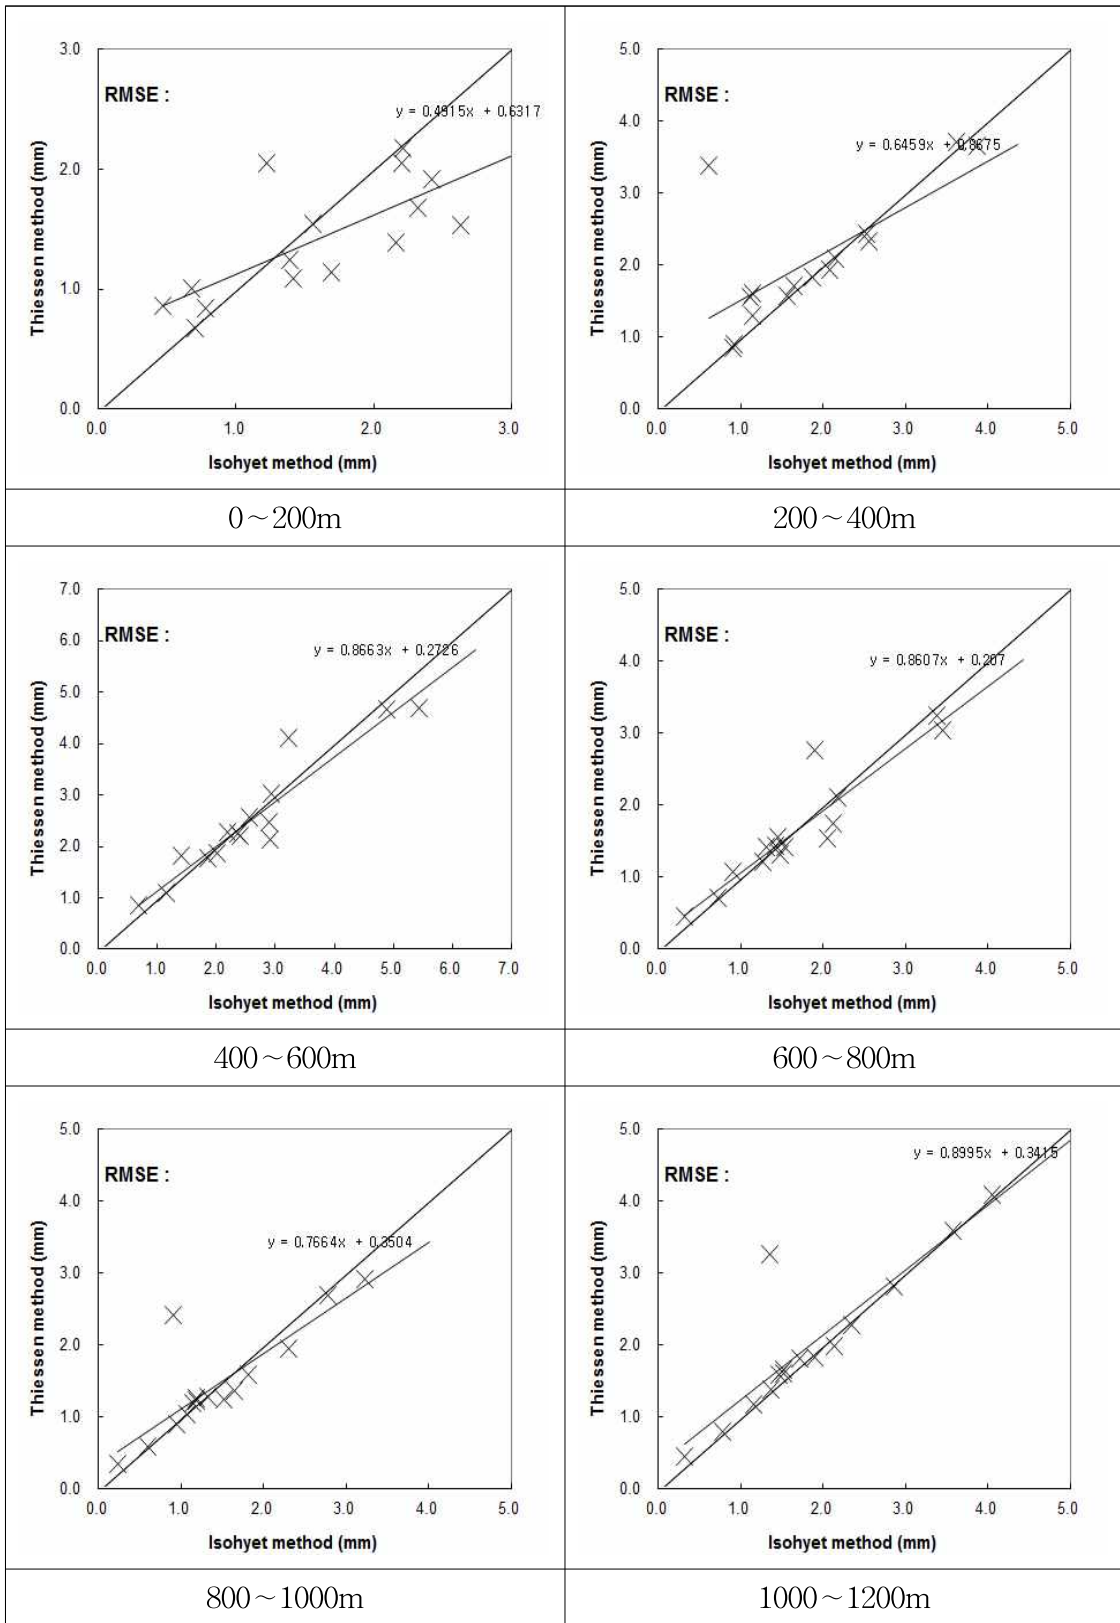 3.0
RMSE :
y = 0.4915x + 0.6317
2.0
1.0
0.0
Thiessen method (mm)
0.0 1.0 2.0 3.0
Isohyet method (mm)
0~200m
5.0
RMSE :
4.0
y = 0.6459x + 0.8675
3.0
2.0
1.0
0.0
Thiessen method (mm)
0.0 1.0 2.0 3.0 4.0 5.0
Isohyet method (mm)
200~400m
7.0
RMSE :
6.0
y = 0.8663x + 0.2726
5.0
4.0
3.0
2.0
1.0
0.0
Thiessen method (mm)
0.0 1.0 2.0 3.0 4.0 5.0 6.0 7.0
Isohyet method (mm)
400~600m
5.0
RMSE :
4.0
y = 0.8607x + 0.207
3.0
2.0
1.0
0.0
Thiessen method (mm)
0.0 1.0 2.0 3.0 4.0 5.0
Isohyet method (mm)
600~800m
5.0
RMSE :
4.0
y = 0.7664x + 0.3504
3.0
2.0
1.0
0.0
Thiessen method (mm)
0.0 1.0 2.0 3.0 4.0 5.0
Isohyet method (mm)
800~1000m
5.0
y = 0.8995x + 0.3415
RMSE :
4.0
3.0
2.0
1.0
0.0
Thiessen method (mm)
0.0 1.0 2.0 3.0 4.0 5.0
Isohyet method (mm)
1000~1200m